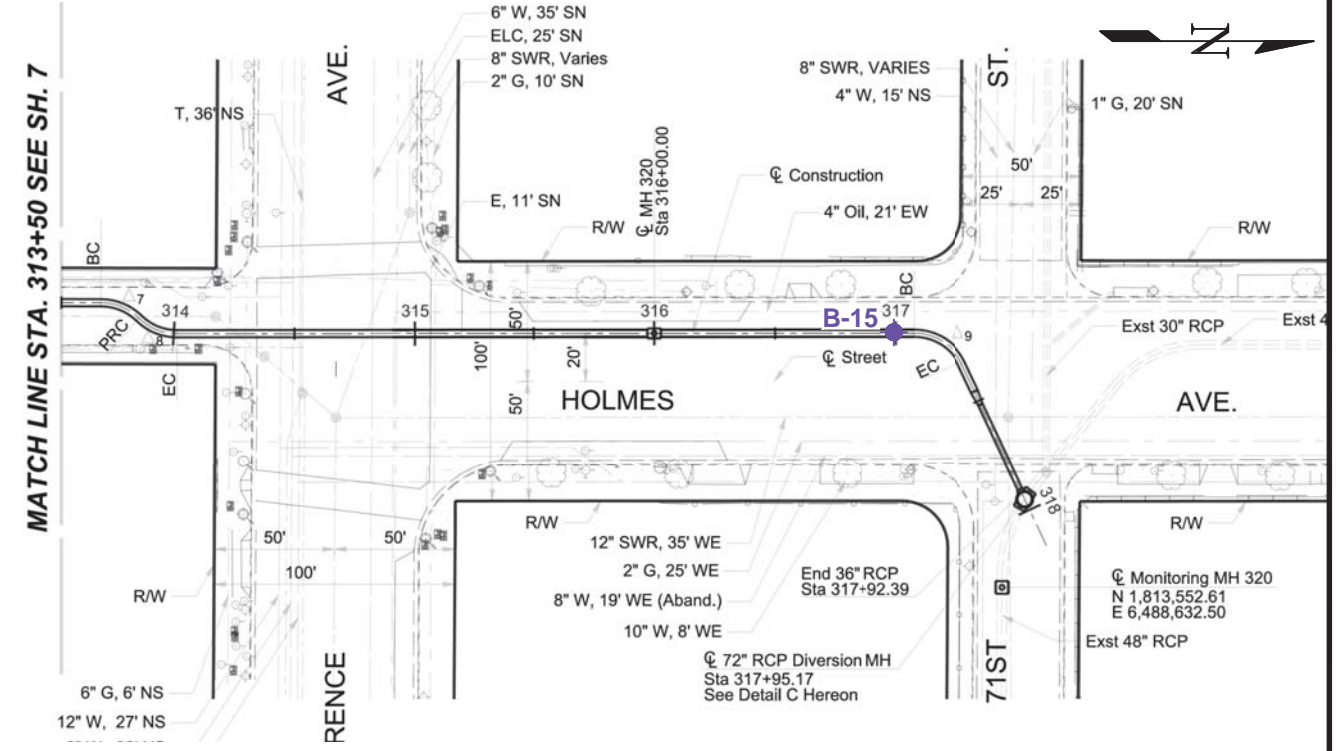 MATCH LINE STA. 313+50 SEE SH. 7
AVE.
6" W, 35' SN
ELC, 25' SN
8" SWR, Varies
2" G, 10' SN
T, 36' NS
E, 11' SN
R/W
℄ MH 320
Sta 316+00.00
℄ Construction
4" Oil, 21' EW
8" SWR, VARIES
4" W, 15' NS
ST.
N
1" G, 20' SN
50'
25'
25'
R/W
BC
7
314
315
316
317
BC
PRC
8
EC
50'
100'
20'
50'
B-15
9
EC
℄ Street
Exst 30" RCP
Exst 4
HOLMES
AVE.
318
R/W
R/W
50'
50'
100'
R/W
12" SWR, 35' WE
2" G, 25' WE
8" W, 19' WE (Aband.)
10" W, 8' WE
End 36" RCP
Sta 317+92.39
℄ 72" RCP Diversion MH
Sta 317+95.17
See Detail C Hereon
℄ Monitoring MH 320
N 1,813,552.61
E 6,488,632.50
Exst 48" RCP
71ST
RENCE
6" G, 6' NS
12" W, 27' NS